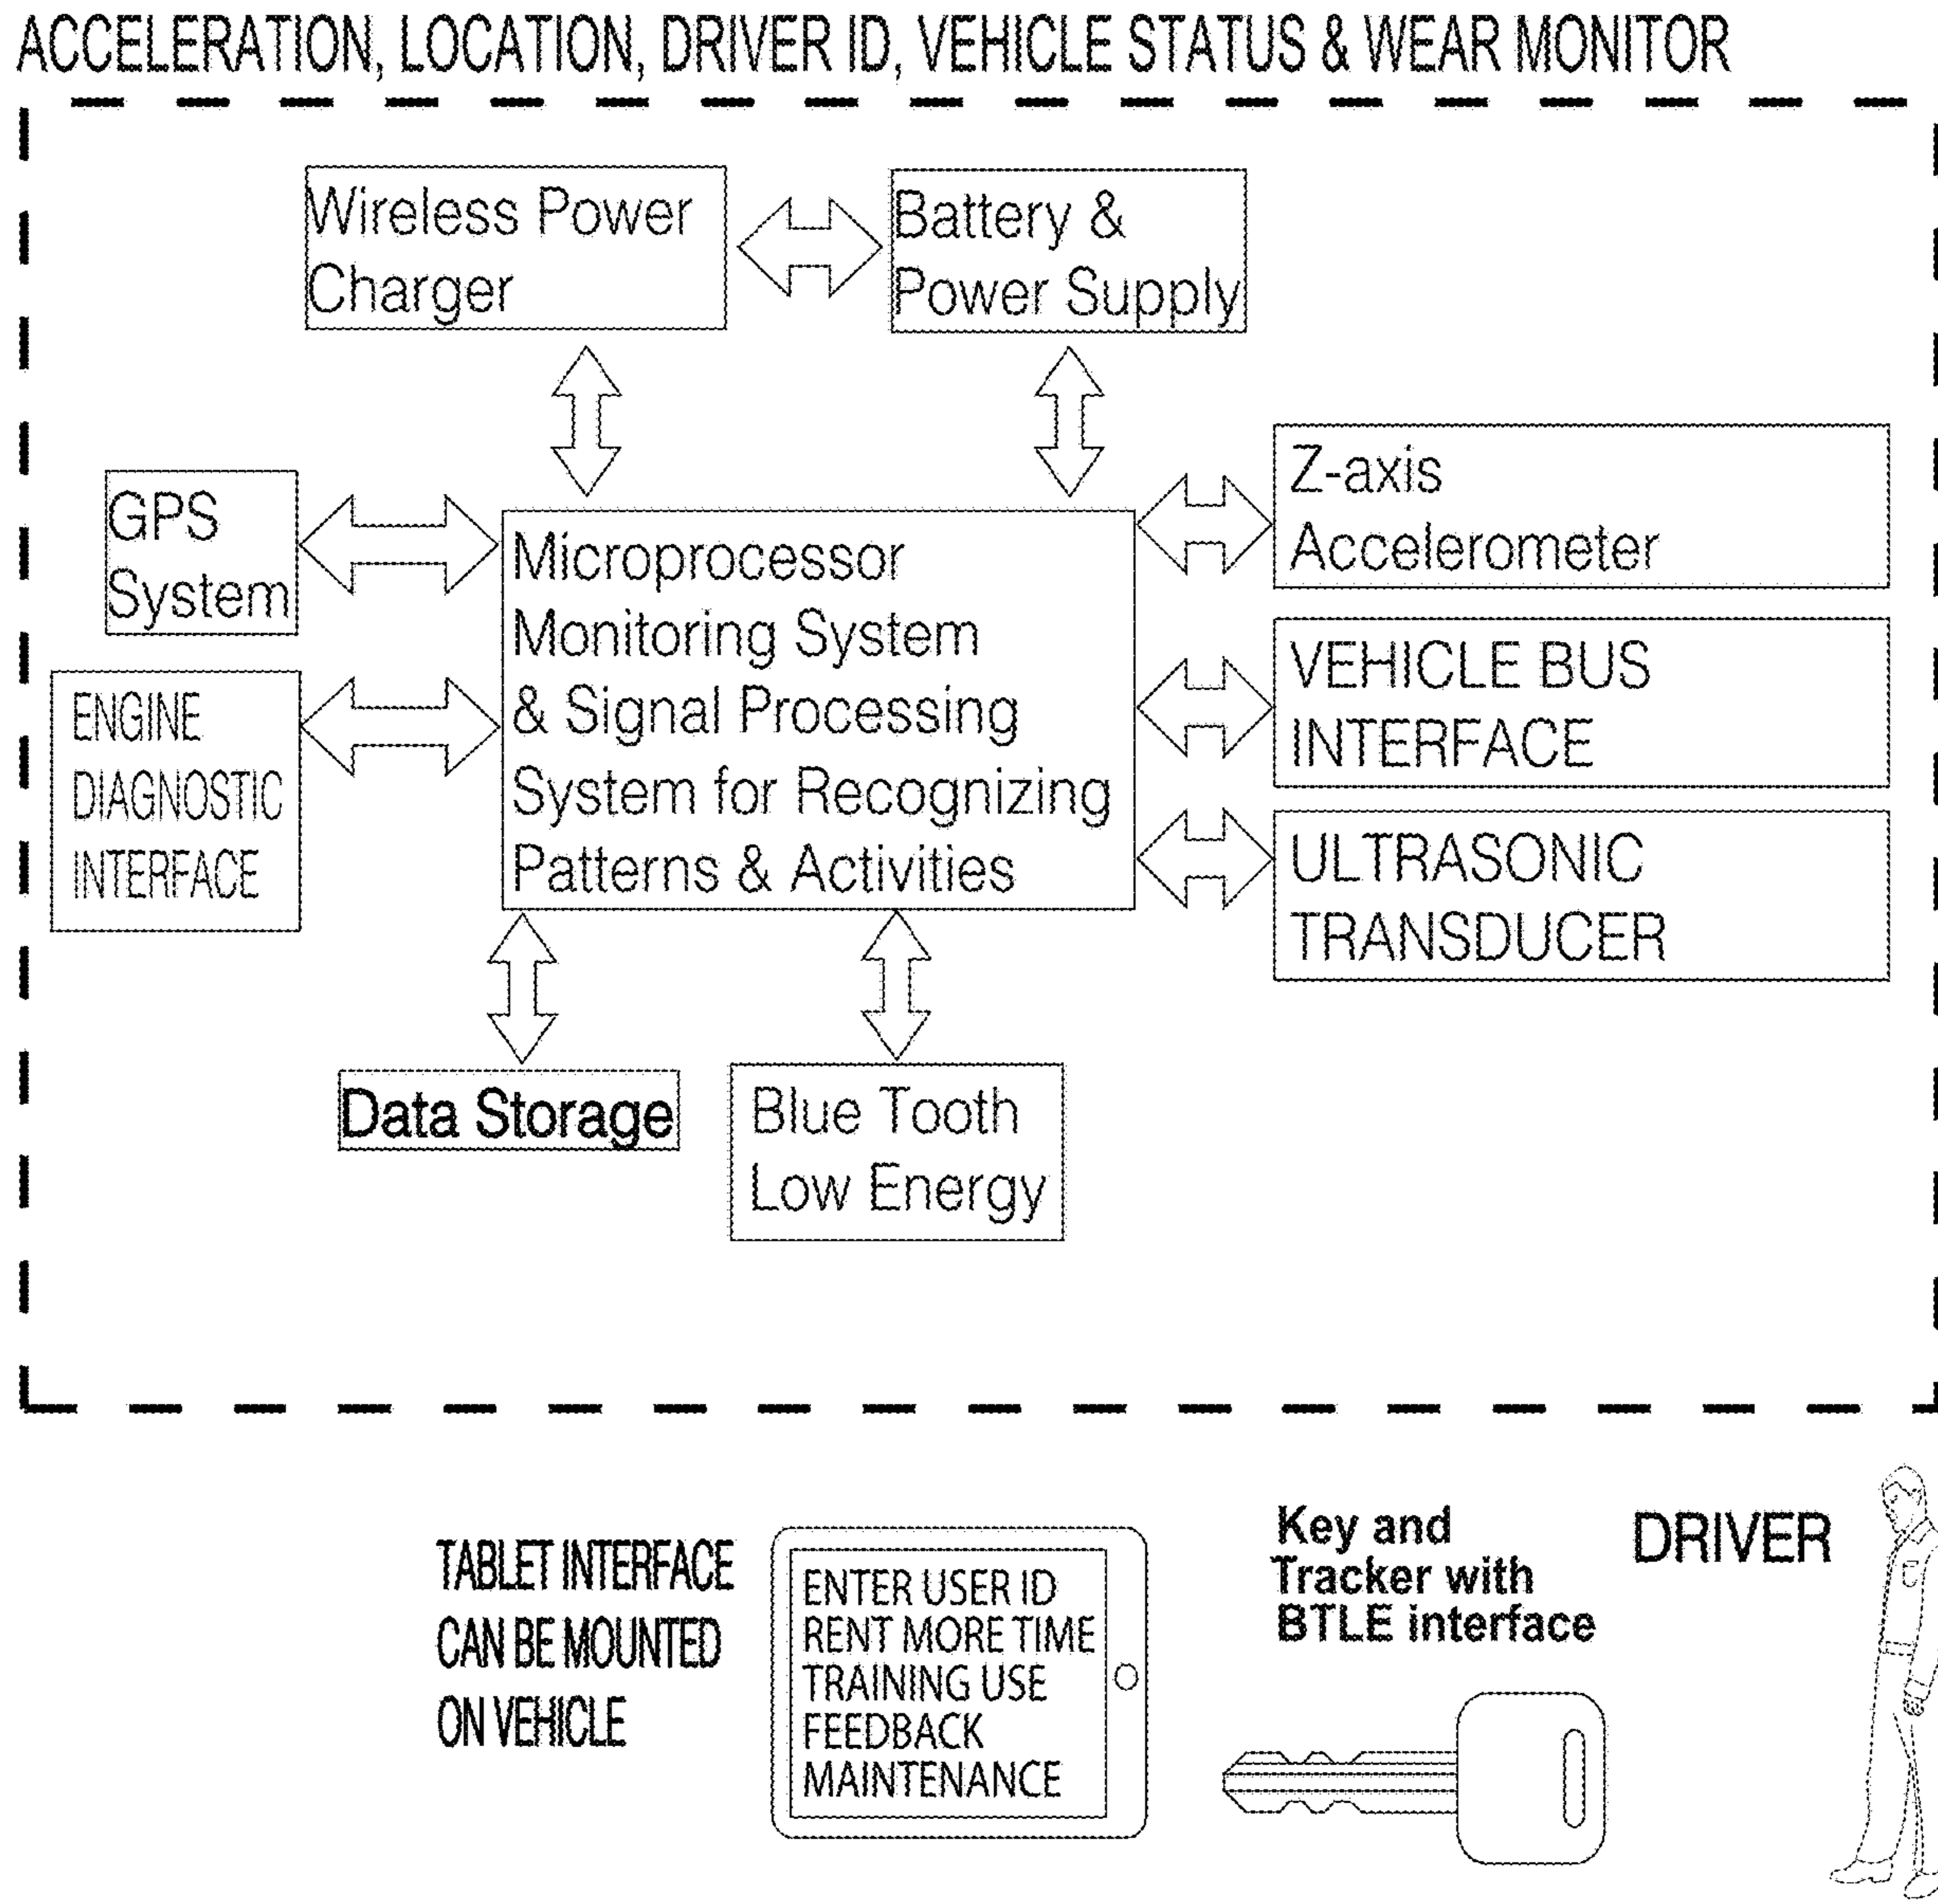 ACCELERATION, LOCATION, DRIVER ID, VEHICLE STATUS & WEAR MONITOR
Wireless Power
Charger
Battery &
Power Supply
GPS
System
Z-axis
Accelerometer
Microprocessor
Monitoring System
& Signal Processing
System for Recognizing
Patterns & Activities
ENGINE
DIAGNOSTIC
INTERFACE
VEHICLE BUS
INTERFACE
ULTRASONIC
TRANSDUCER
Data Storage
Blue Tooth
Low Energy
TABLET INTERFACE
CAN BE MOUNTED
ON VEHICLE
ENTER USER ID
RENT MORE TIME
TRAINING USE
FEEDBACK
MAINTENANCE
Key and
Tracker with
BTLE interface
DRIVER